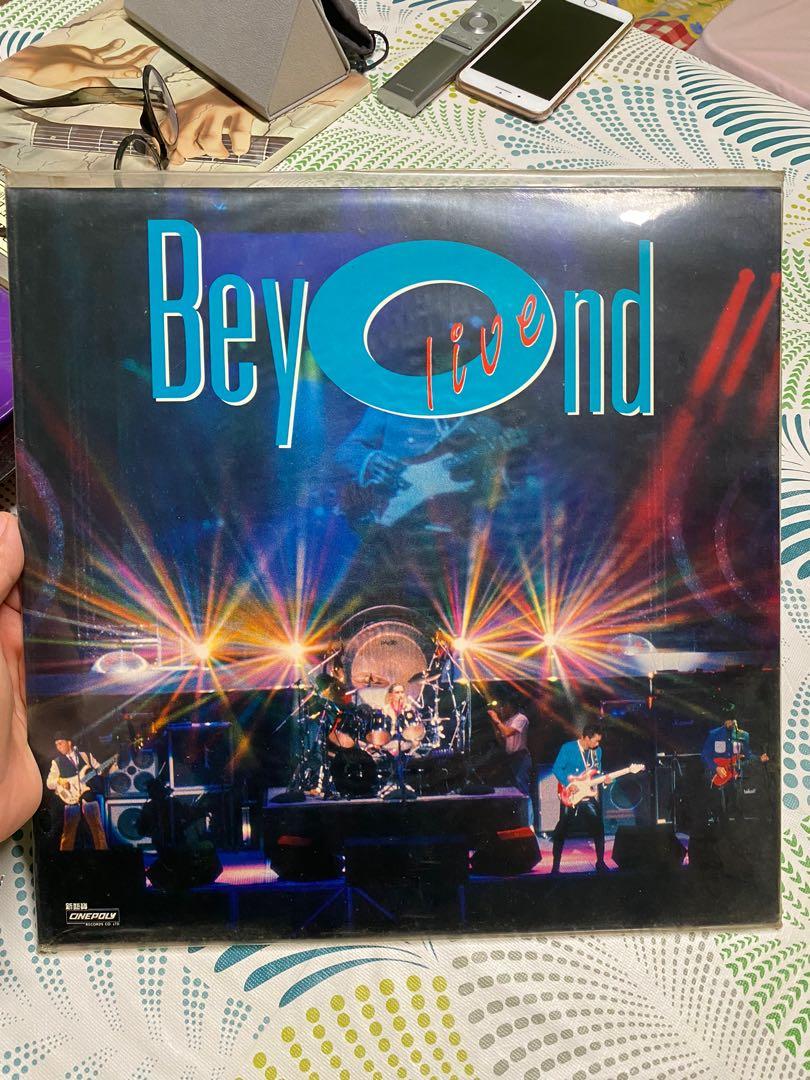 BeyOnd
live
新藝寶
CINEPOLY
RECORDS CO. LTD